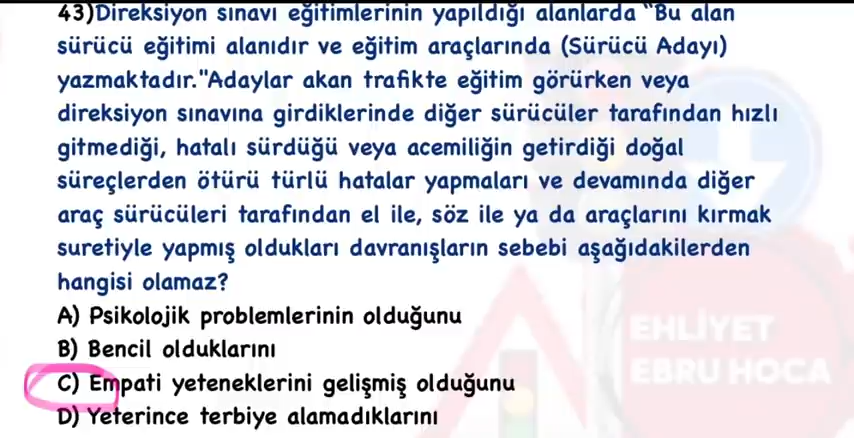 43)Direksiyon sınavı eğitimlerinin yapıldığı alanlarda "Bu alan
sürücü eğitimi alanıdır ve eğitim araçlarında (Sürücü Adayı)
yazmaktadır."Adaylar akan trafikte eğitim görürken veya
direksiyon sınavına girdiklerinde diğer sürücüler tarafından hızlı
gitmediği, hatalı sürdüğü veya acemiliğin getirdiği doğal
süreçlerden ötürü türlü hatalar yapmaları ve devamında diğer
araç sürücüleri tarafından el ile, söz ile ya da araçlarını kırmak
suretiyle yapmış oldukları davranışların sebebi aşağıdakilerden
hangisi olamaz?
A) Psikolojik problemlerinin olduğunu
B) Bencil olduklarını
C) Empati yeteneklerini gelişmiş olduğunu
D) Yeterince terbiye alamadıklarını
EHLİYET
EBRU HOCA